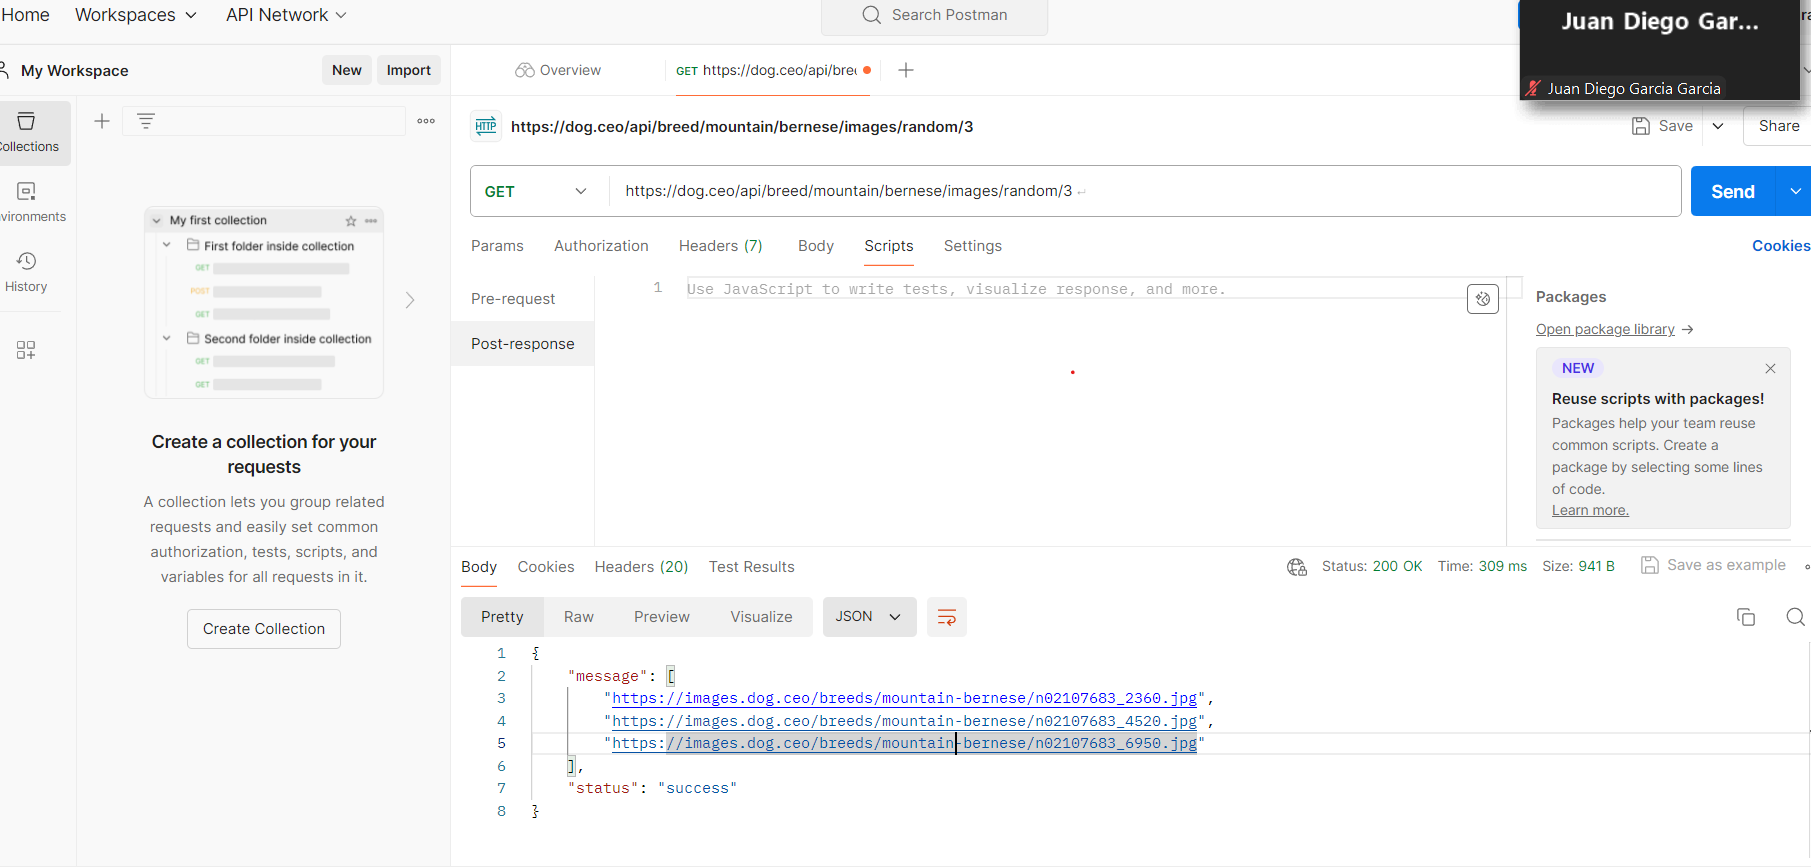 Home
Workspaces
API Network
Search Postman
Juan Diego Gar...
Juan Diego Garcia Garcia
My Workspace
New
Import
Overview
GET https://dog.ceo/api/bre
Collections
Environments
History
HTTP
https://dog.ceo/api/breed/mountain/bernese/images/random/3
Save
Share
GET
https://dog.ceo/api/breed/mountain/bernese/images/random/3
Send
Params
Authorization
Headers (7)
Body
Scripts
Settings
Cookies
Pre-request
Post-response
1
Use JavaScript to write tests, visualize response, and more.
Packages
Open package library →
NEW
Reuse scripts with packages!
Packages help your team reuse
common scripts. Create a
package by selecting some lines
of code.
Learn more.
My first collection
First folder inside collection
GET
POST
GET
Second folder inside collection
GET
GET
Create a collection for your
requests
A collection lets you group related
requests and easily set common
authorization, tests, scripts, and
variables for all requests in it.
Create Collection
Body
Cookies
Headers (20)
Test Results
Status: 200 OK
Time: 309 ms
Size: 941 B
Save as example
Pretty
Raw
Preview
Visualize
JSON
1 {
2 "message": [
3 "https://images.dog.ceo/breeds/mountain-bernese/n02107683_2360.jpg",
4 "https://images.dog.ceo/breeds/mountain-bernese/n02107683_4520.jpg",
5 "https://images.dog.ceo/breeds/mountain-bernese/n02107683_6950.jpg"
6 ],
7 "status": "success"
8 }